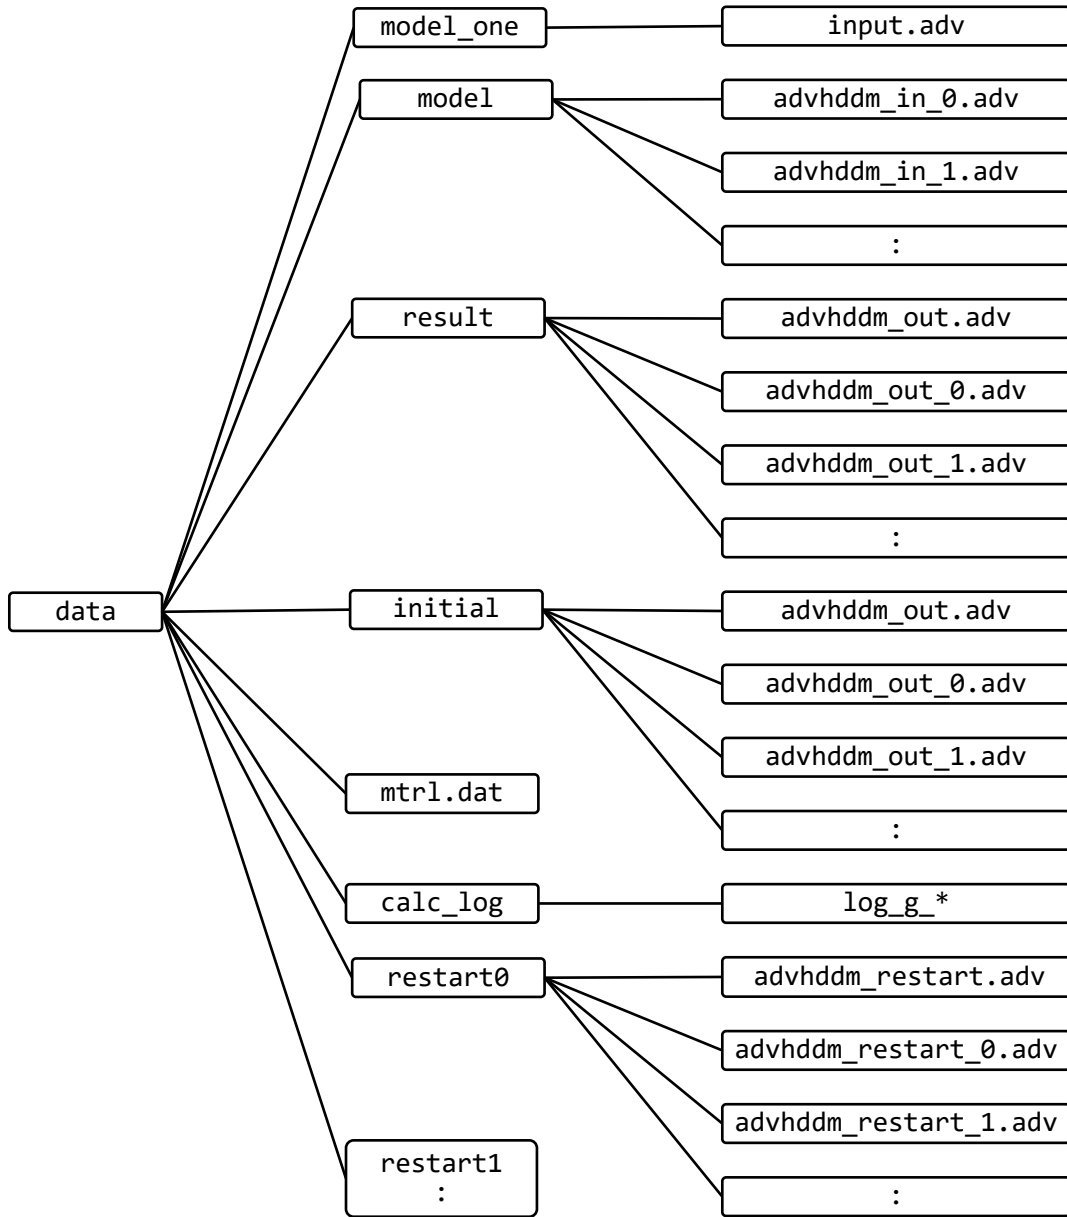 model_one
input.adv
model
advhddm_in_0.adv
advhddm_in_1.adv
:
result
advhddm_out.adv
advhddm_out_0.adv
advhddm_out_1.adv
:
data
initial
advhddm_out.adv
advhddm_out_0.adv
advhddm_out_1.adv
:
mtrl.dat
calc_log
log_g_*
restart0
advhddm_restart.adv
advhddm_restart_0.adv
advhddm_restart_1.adv
:
restart1
: